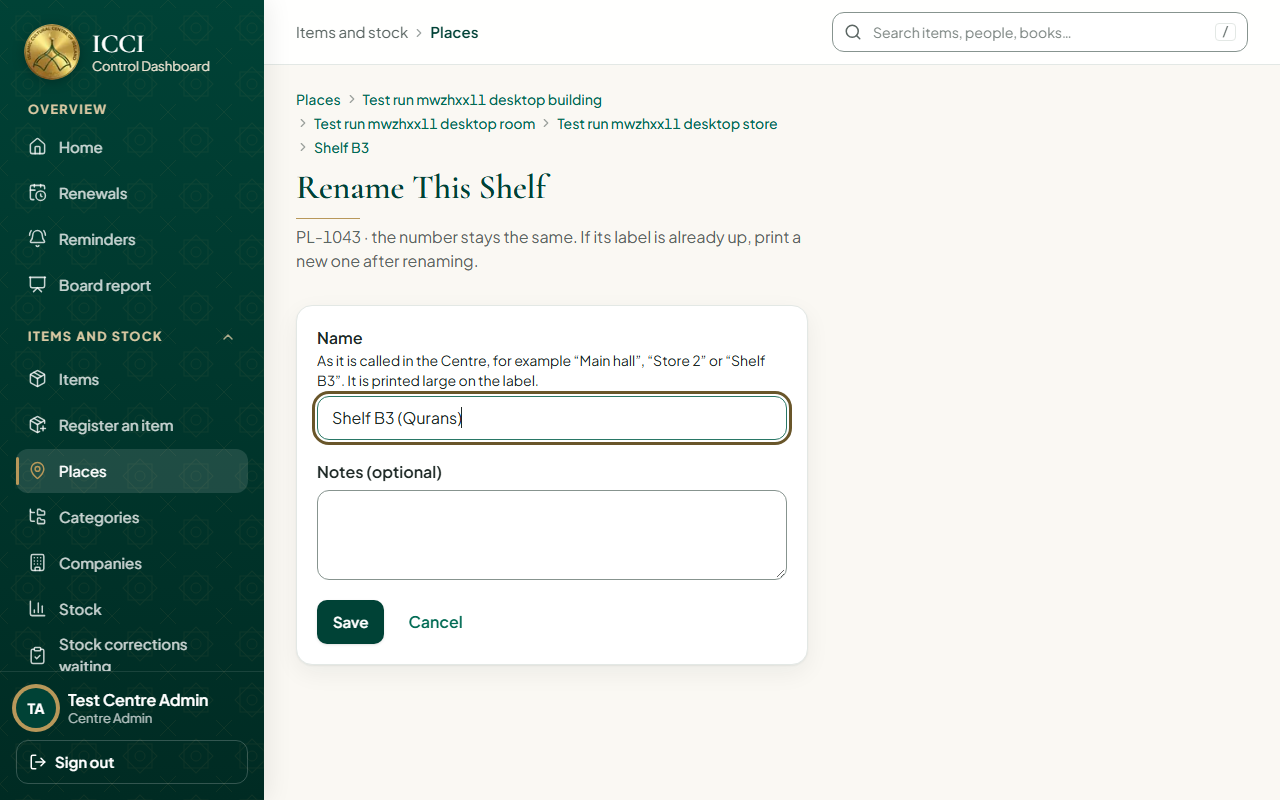 ICCI
Control Dashboard
OVERVIEW
Home
Renewals
Reminders
Board report
ITEMS AND STOCK
Items
Register an item
Places
Categories
Companies
Stock
Stock corrections
waiting
TA
Test Centre Admin
Centre Admin
Sign out
Items and stock > Places
Search items, people, books… /
Places > Test run mwzhxx11 desktop building
> Test run mwzhxx11 desktop room > Test run mwzhxx11 desktop store
> Shelf B3
Rename This Shelf
PL-1043 · the number stays the same. If its label is already up, print a
new one after renaming.
Name
As it is called in the Centre, for example “Main hall”, “Store 2” or “Shelf
B3”. It is printed large on the label.
Shelf B3 (Qurans)
Notes (optional)
Save
Cancel